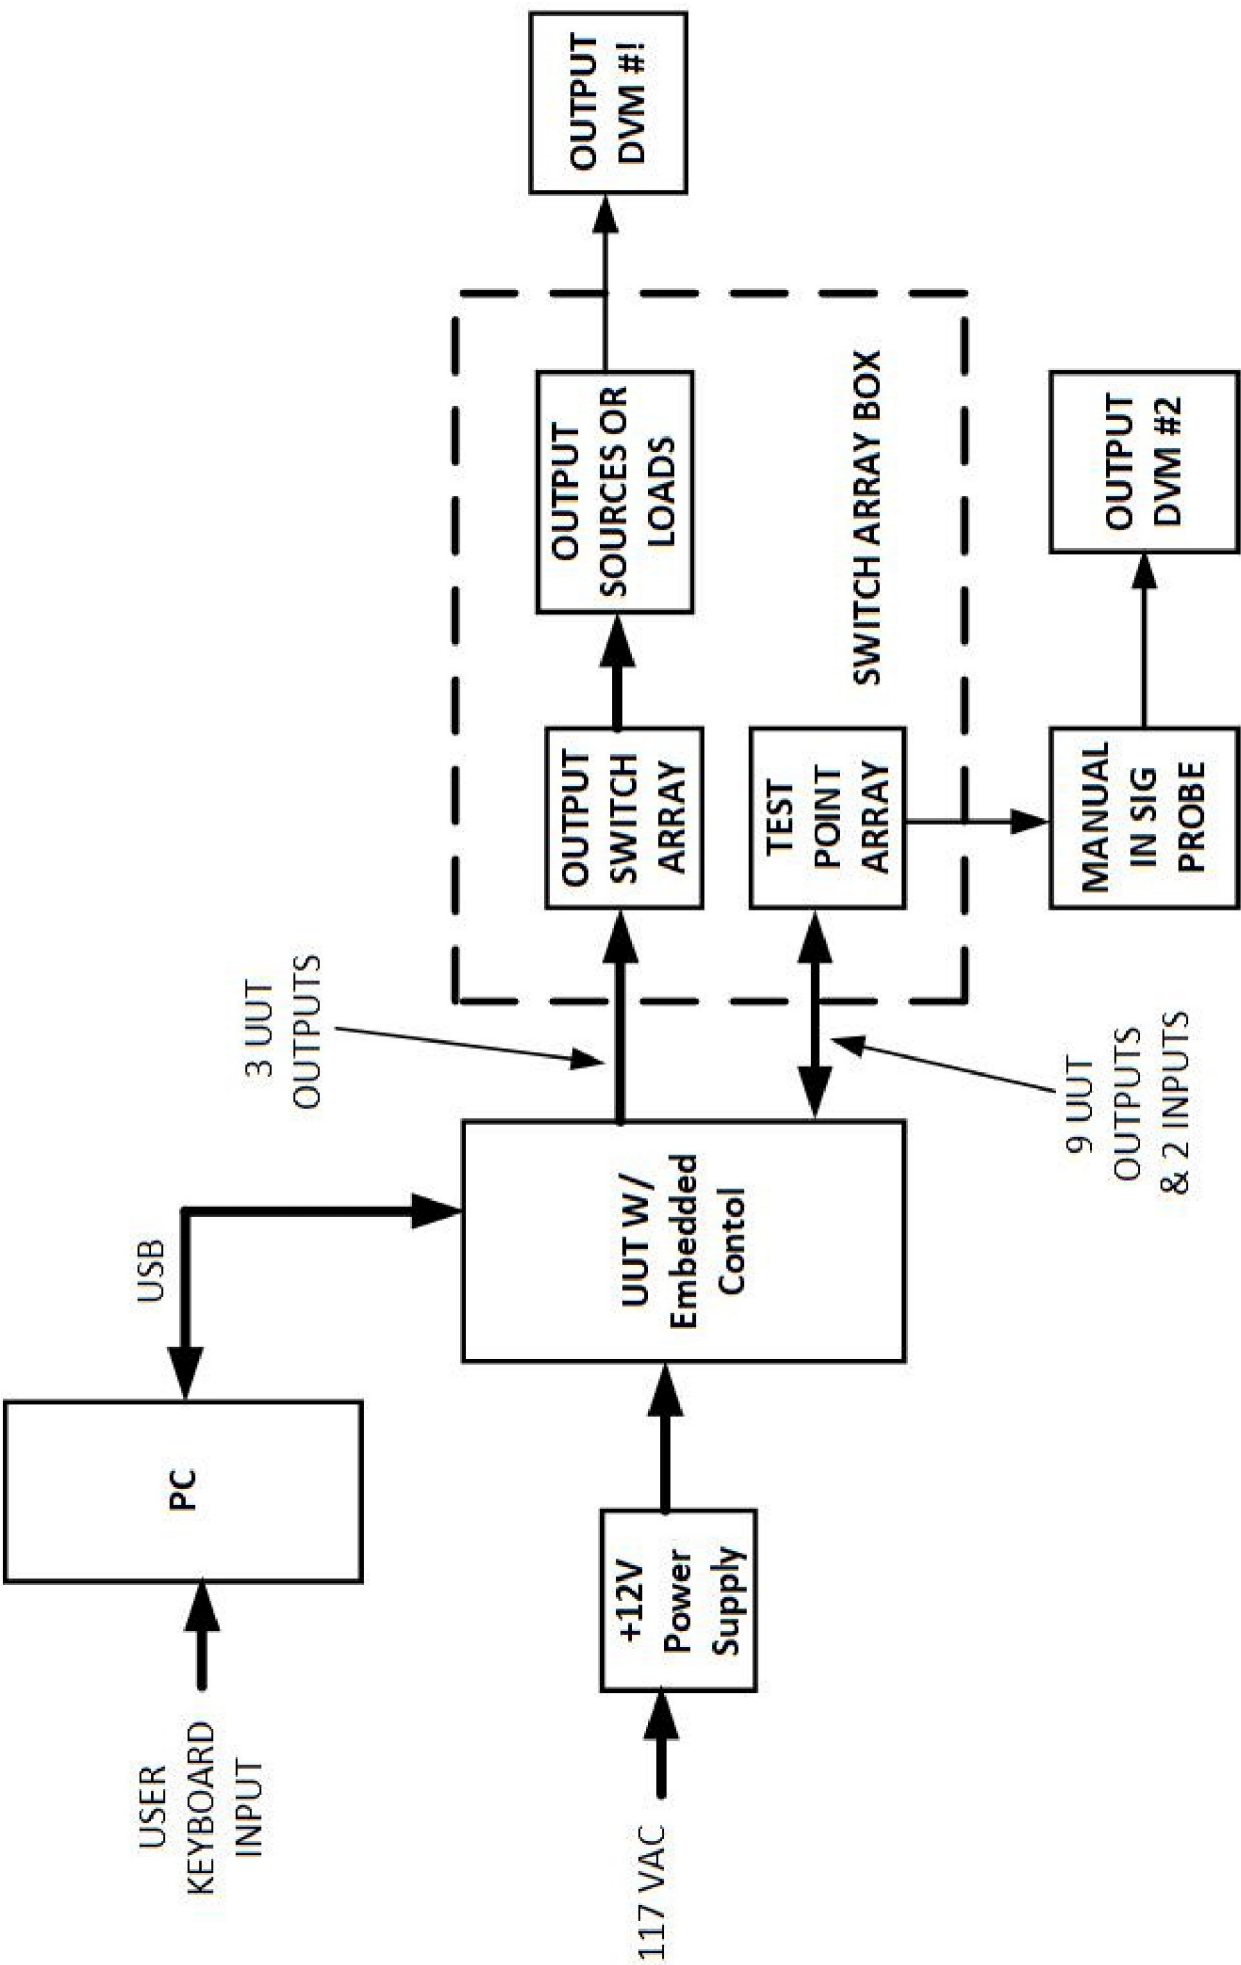 USER
KEYBOARD
INPUT
PC
USB
117 VAC
+12V
Power
Supply
UUT W/
Embedded
Contol
3 UUT
OUTPUTS
9 UUT
OUTPUTS
& 2 INPUTS
OUTPUT
SWITCH
ARRAY
OUTPUT
SOURCES OR
LOADS
TEST
POINT
ARRAY
SWITCH ARRAY BOX
OUTPUT
DVM #!
MANUAL
IN SIG
PROBE
OUTPUT
DVM #2